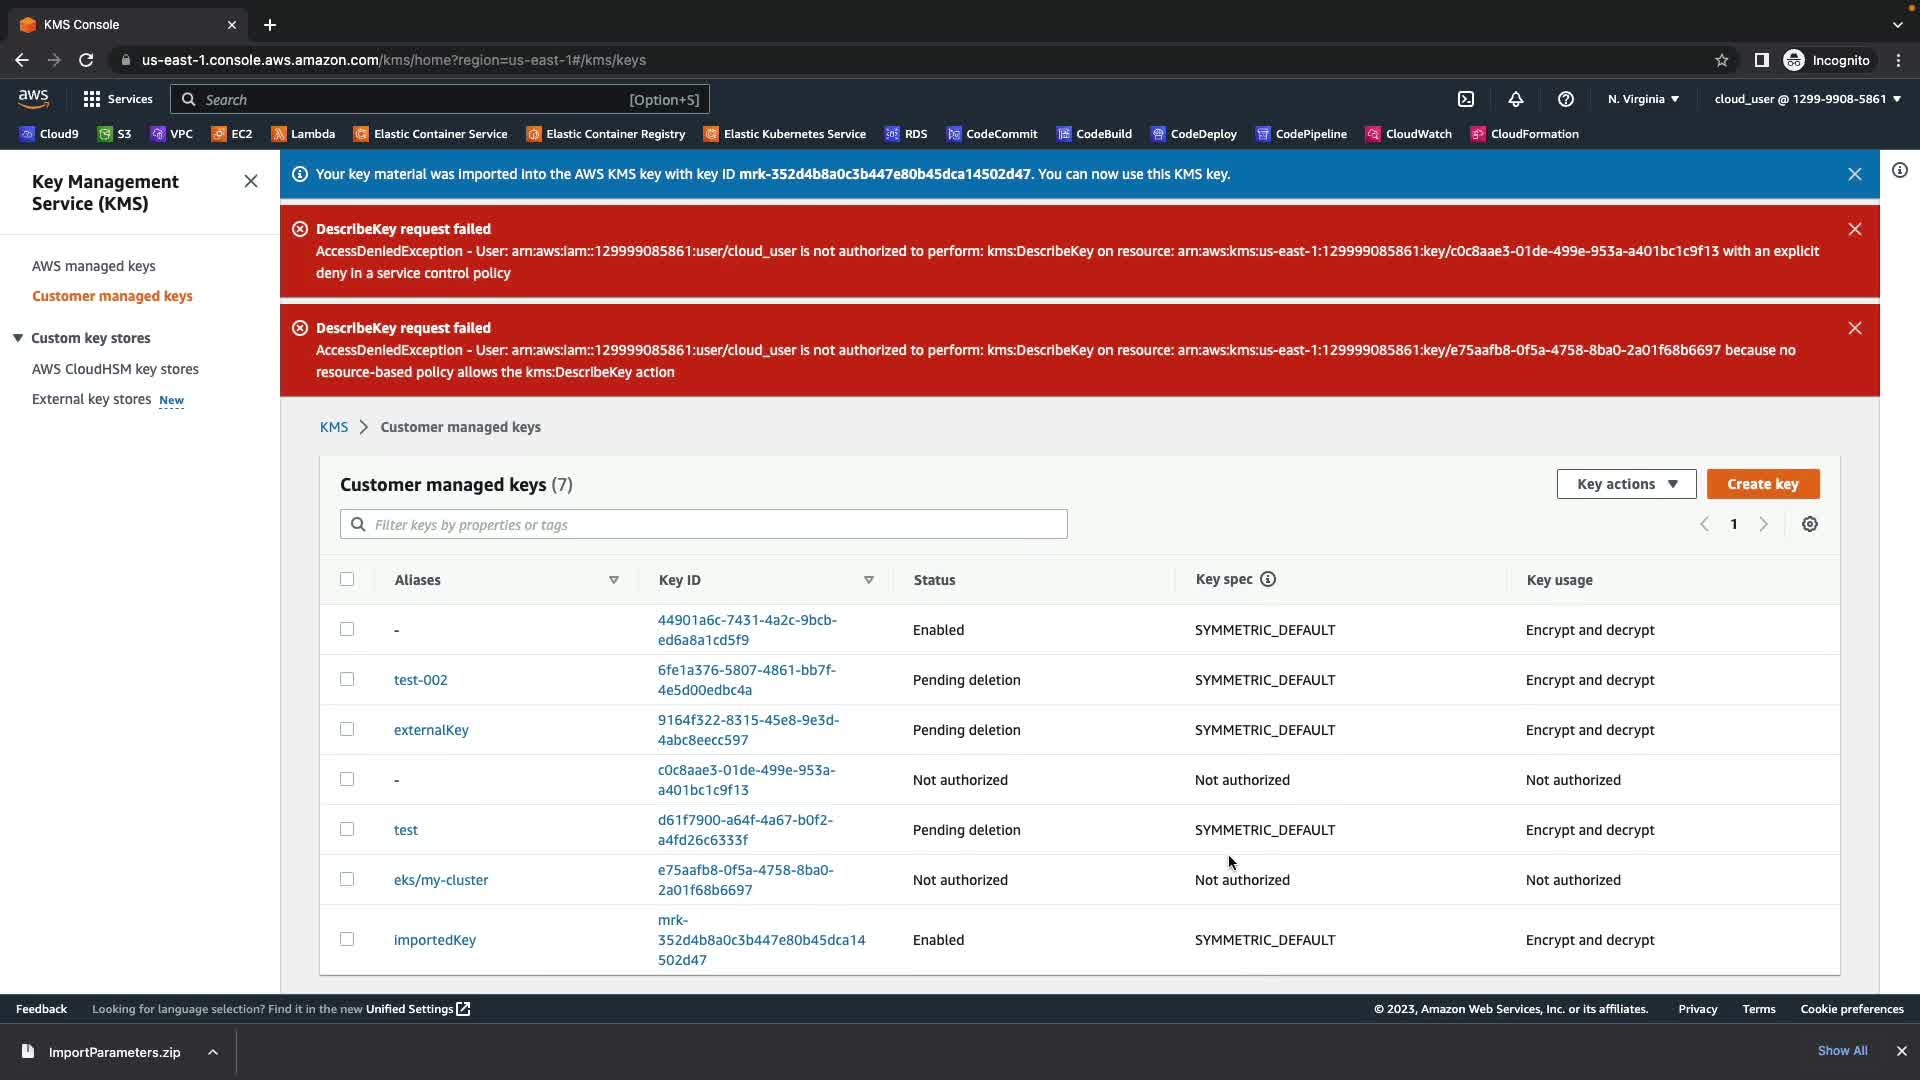 KMS Console
us-east-1.console.aws.amazon.com/kms/home?region=us-east-1#/kms/keys
Incognito
aws
Services
Search
[Option+S]
N. Virginia
cloud_user @ 1299-9908-5861
Cloud9
S3
VPC
EC2
Lambda
Elastic Container Service
Elastic Container Registry
Elastic Kubernetes Service
RDS
CodeCommit
CodeBuild
CodeDeploy
CodePipeline
CloudWatch
CloudFormation
Key Management
Service (KMS)
AWS managed keys
Customer managed keys
Custom key stores
AWS CloudHSM key stores
External key stores New
Your key material was imported into the AWS KMS key with key ID mrk-352d4b8a0c3b447e80b45dca14502d47. You can now use this KMS key.
DescribeKey request failed
AccessDeniedException - User: arn:aws:iam::129999085861:user/cloud_user is not authorized to perform: kms:DescribeKey on resource: arn:aws:kms:us-east-1:129999085861:key/c0c8aae3-01de-499e-953a-a401bc1c9f13 with an explicit
deny in a service control policy
DescribeKey request failed
AccessDeniedException - User: arn:aws:iam::129999085861:user/cloud_user is not authorized to perform: kms:DescribeKey on resource: arn:aws:kms:us-east-1:129999085861:key/e75aafb8-0f5a-4758-8ba0-2a01f68b6697 because no
resource-based policy allows the kms:DescribeKey action
KMS > Customer managed keys
Customer managed keys (7)
Key actions
Create key
Filter keys by properties or tags
1
Aliases
Key ID
Status
Key spec
Key usage
-
44901a6c-7431-4a2c-9bcb-
ed6a8a1cd5f9
Enabled
SYMMETRIC_DEFAULT
Encrypt and decrypt
test-002
6fe1a376-5807-4861-bb7f-
4e5d00edbc4a
Pending deletion
SYMMETRIC_DEFAULT
Encrypt and decrypt
externalKey
9164f322-8315-45e8-9e3d-
4abc8eecc597
Pending deletion
SYMMETRIC_DEFAULT
Encrypt and decrypt
-
c0c8aae3-01de-499e-953a-
a401bc1c9f13
Not authorized
Not authorized
Not authorized
test
d61f7900-a64f-4a67-b0f2-
a4fd26c6333f
Pending deletion
SYMMETRIC_DEFAULT
Encrypt and decrypt
eks/my-cluster
e75aafb8-0f5a-4758-8ba0-
2a01f68b6697
Not authorized
Not authorized
Not authorized
importedKey
mrk-
352d4b8a0c3b447e80b45dca14
502d47
Enabled
SYMMETRIC_DEFAULT
Encrypt and decrypt
Feedback
Looking for language selection? Find it in the new Unified Settings
© 2023, Amazon Web Services, Inc. or its affiliates.
Privacy
Terms
Cookie preferences
ImportParameters.zip
Show All